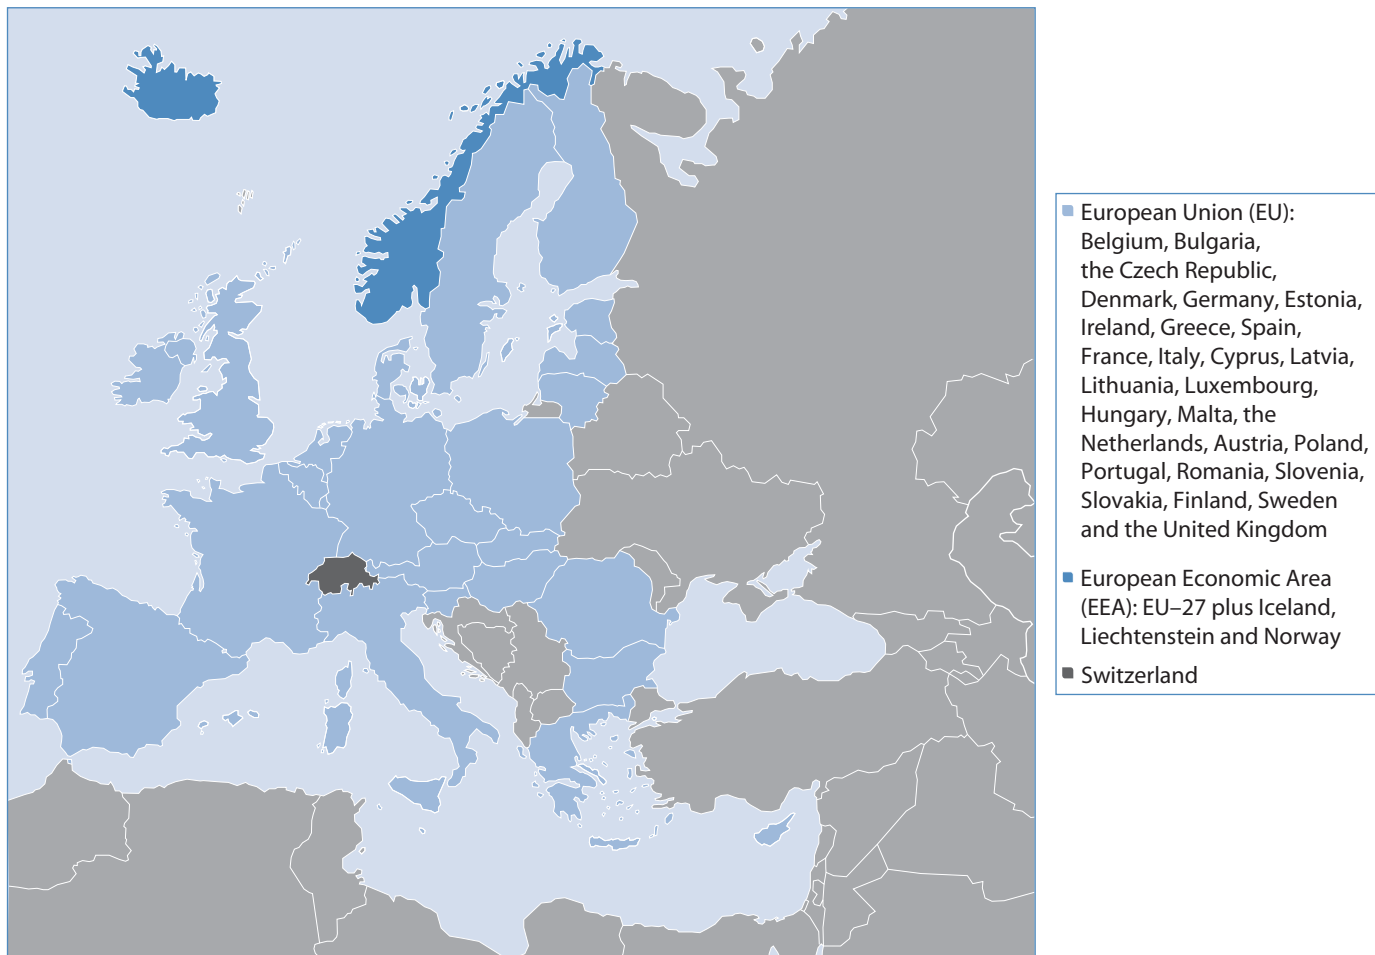 European Union (EU):
Belgium, Bulgaria,
the Czech Republic,
Denmark, Germany, Estonia,
Ireland, Greece, Spain,
France, Italy, Cyprus, Latvia,
Lithuania, Luxembourg,
Hungary, Malta, the
Netherlands, Austria, Poland,
Portugal, Romania, Slovenia,
Slovakia, Finland, Sweden
and the United Kingdom
European Economic Area
(EEA): EU–27 plus Iceland,
Liechtenstein and Norway
Switzerland